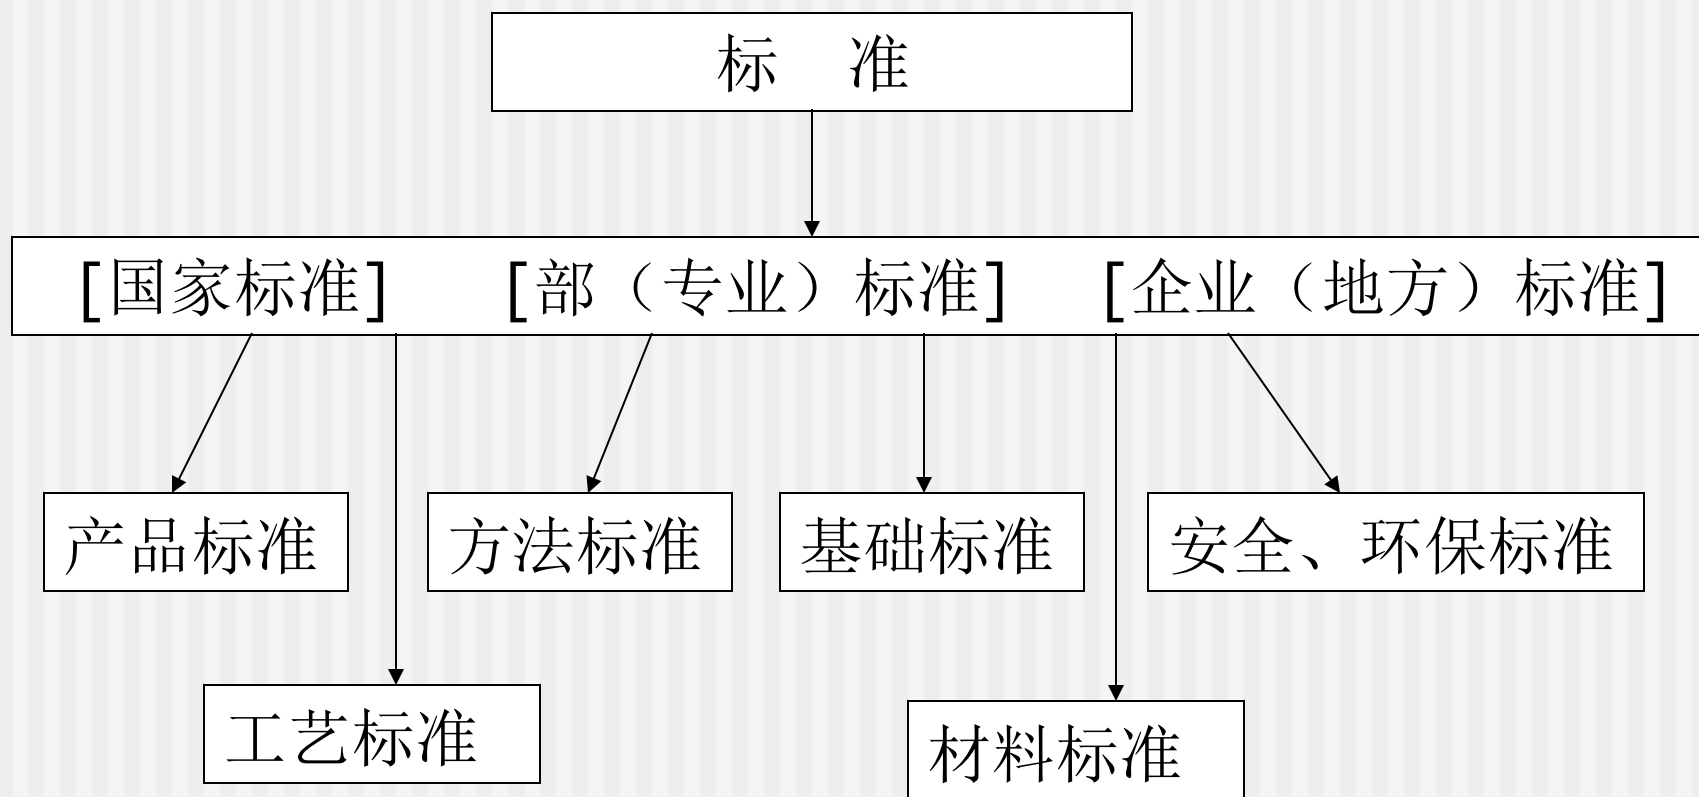 标 准
[国家标准] [部（专业）标准] [企业（地方）标准]
产品标准 方法标准 基础标准 安全、环保标准
工艺标准 材料标准